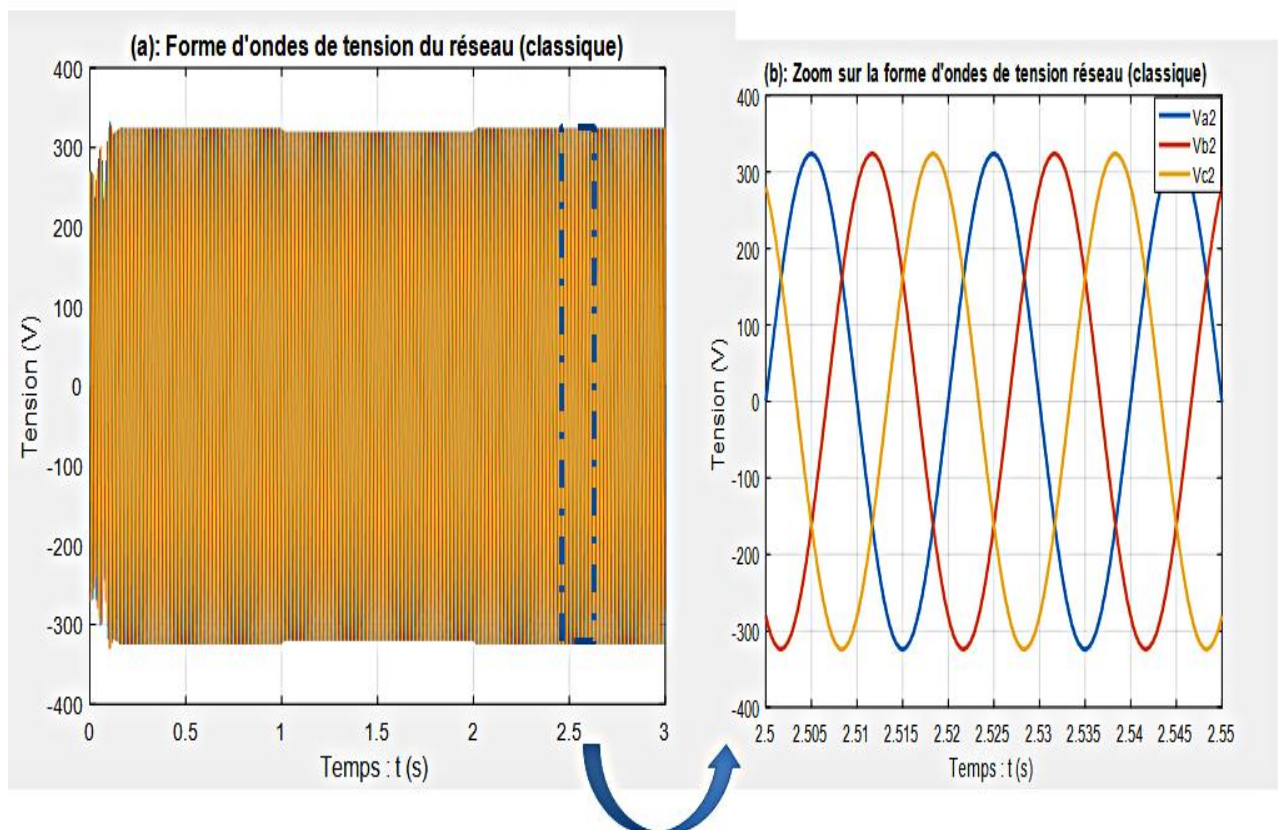 (a): Forme d'ondes de tension du réseau (classique)
400
300
200
100
0
-100
-200
-300
-400
Tension (V)
0 0.5 1 1.5 2 2.5 3
Temps : t (s)
(b): Zoom sur la forme d'ondes de tension réseau (classique)
400
300
200
100
0
-100
-200
-300
-400
Tension (V)
Va2
Vb2
Vc2
2.5 2.505 2.51 2.515 2.52 2.525 2.53 2.535 2.54 2.545 2.55
Temps : t (s)